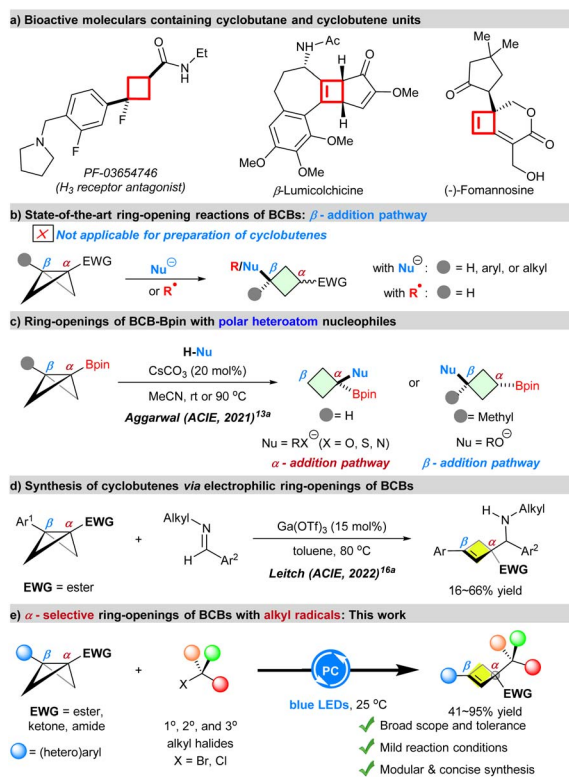 a) Bioactive moleculars containing cyclobutane and cyclobutene units
O
N
H
Et
F
F
N
PF-03654746
(H3 receptor antagonist)
HN
Ac
H
O
OMe
H
OMe
MeO
OMe
β-Lumicolchicine
Me
Me
O
O
O
OH
(-)-Fomannosine
b) State-of-the-art ring-opening reactions of BCBs: β - addition pathway
X Not applicable for preparation of cyclobutenes
β α EWG
Nu⊖
or R•
R/Nu β α EWG
with Nu⊖ : = H, aryl, or alkyl
with R• : = H
c) Ring-openings of BCB-Bpin with polar heteroatom nucleophiles
β α Bpin
H-Nu
CsCO3 (20 mol%)
MeCN, rt or 90 °C
Aggarwal (ACIE, 2021)13a
β α Nu
Bpin
= H
Nu = RX⊖ (X = O, S, N)
α - addition pathway
or
Nu β α Bpin
= Methyl
Nu = RO⊖
β - addition pathway
d) Synthesis of cyclobutenes via electrophilic ring-openings of BCBs
Ar1 β α EWG
EWG = ester
+
Alkyl
N
H
Ar2
Ga(OTf)3 (15 mol%)
toluene, 80 °C
Leitch (ACIE, 2022)16a
H
N
Alkyl
Ar β α Ar2
EWG
16~66% yield
e) α - selective ring-openings of BCBs with alkyl radicals: This work
β α EWG
EWG = ester,
ketone, amide
= (hetero)aryl
+
X
1º, 2º, and 3º
alkyl halides
X = Br, Cl
PC
blue LEDs, 25 °C
β α
EWG
41~95% yield
Broad scope and tolerance
Mild reaction conditions
Modular & concise synthesis